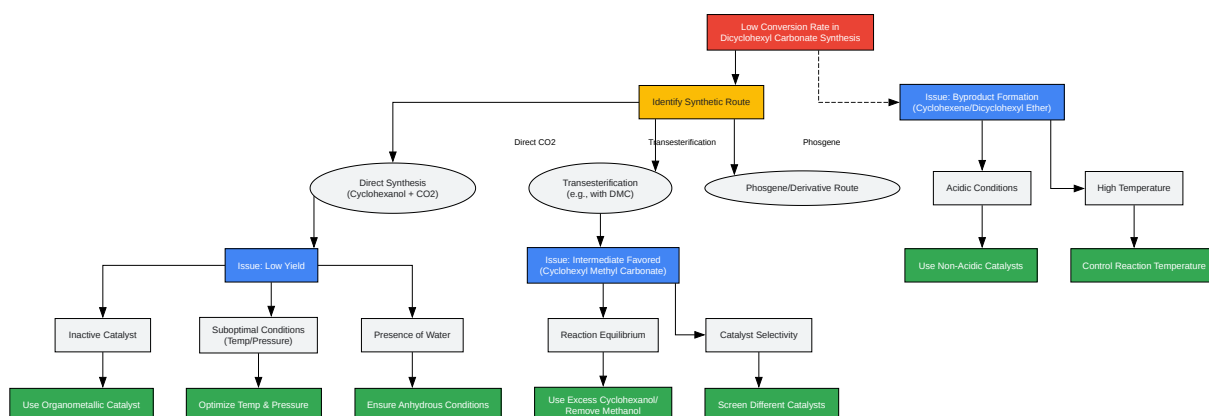 Low Conversion Rate in
Dicyclohexyl Carbonate Synthesis
Identify Synthetic Route
Issue: Byproduct Formation
(Cyclohexene/Dicyclohexyl Ether)
Direct CO2
Transesterification
Phosgene
Direct Synthesis
(Cyclohexanol + CO2)
Transesterification
(e.g., with DMC)
Phosgene/Derivative Route
Acidic Conditions
High Temperature
Issue: Low Yield
Issue: Intermediate Favored
(Cyclohexyl Methyl Carbonate)
Use Non-Acidic Catalysts
Control Reaction Temperature
Inactive Catalyst
Suboptimal Conditions
(Temp/Pressure)
Presence of Water
Reaction Equilibrium
Catalyst Selectivity
Use Organometallic Catalyst
Optimize Temp & Pressure
Ensure Anhydrous Conditions
Use Excess Cyclohexanol/
Remove Methanol
Screen Different Catalysts